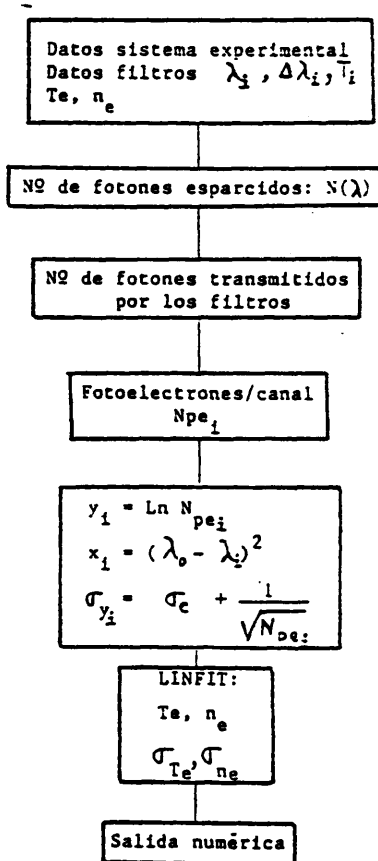 Datos sistema experimental
Datos filtros λi , Δλi, T̅i
Te, ne
Nº de fotones esparcidos: N(λ)
Nº de fotones transmitidos
por los filtros
Fotoelectrones/canal
Npei
yi = Ln Npei
xi = (λo - λi)²
σyi = σc + 1/√Npei
LINFIT:
Te, ne
σTe, σne
Salida numérica